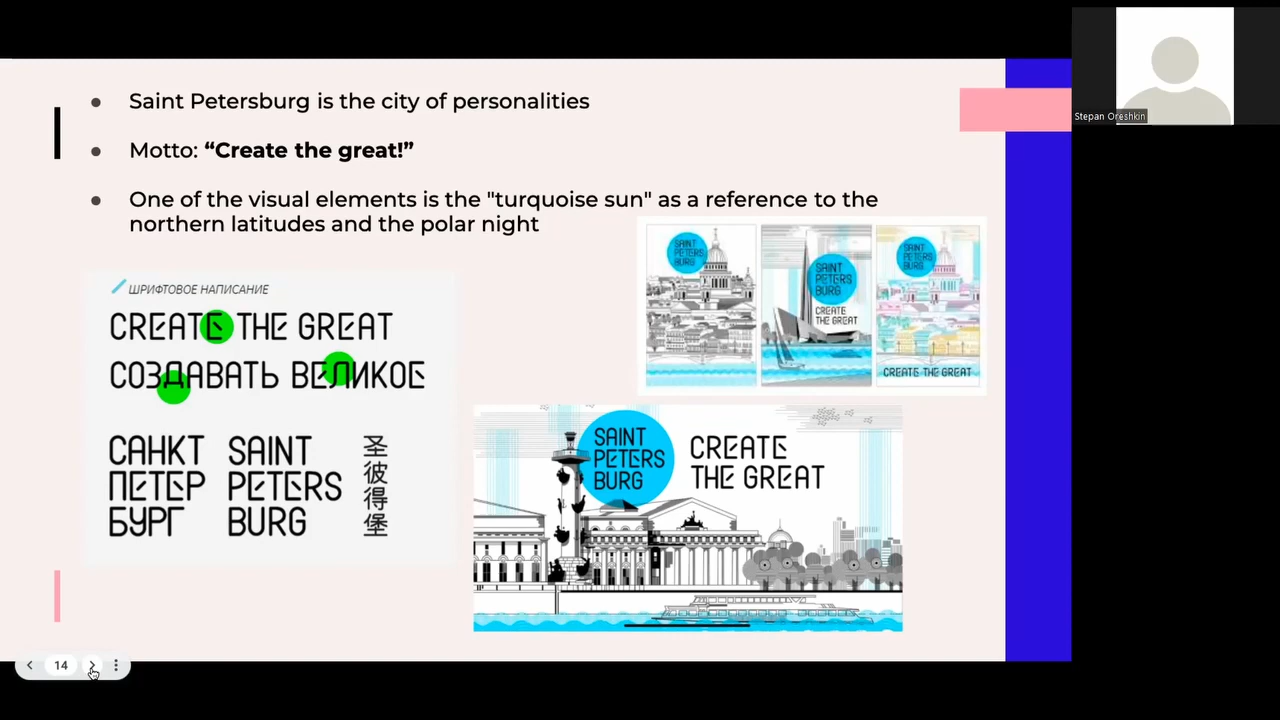 Saint Petersburg is the city of personalities
Motto: “Create the great!”
One of the visual elements is the "turquoise sun" as a reference to the
northern latitudes and the polar night
ШРИФТОВОЕ НАПИСАНИЕ
CREATE THE GREAT
СОЗДАВАТЬ ВЕЛИКОЕ
САНКТ
ПЕТЕР
БУРГ
SAINT
PETERS
BURG
圣
彼
得
堡
SAINT
PETERS
BURG
SAINT
PETERS
BURG
CREATE
THE GREAT
SAINT
PETERS
BURG
CREATE THE GREAT
SAINT
PETERS
BURG
CREATE
THE GREAT
Stepan Oreshkin
14